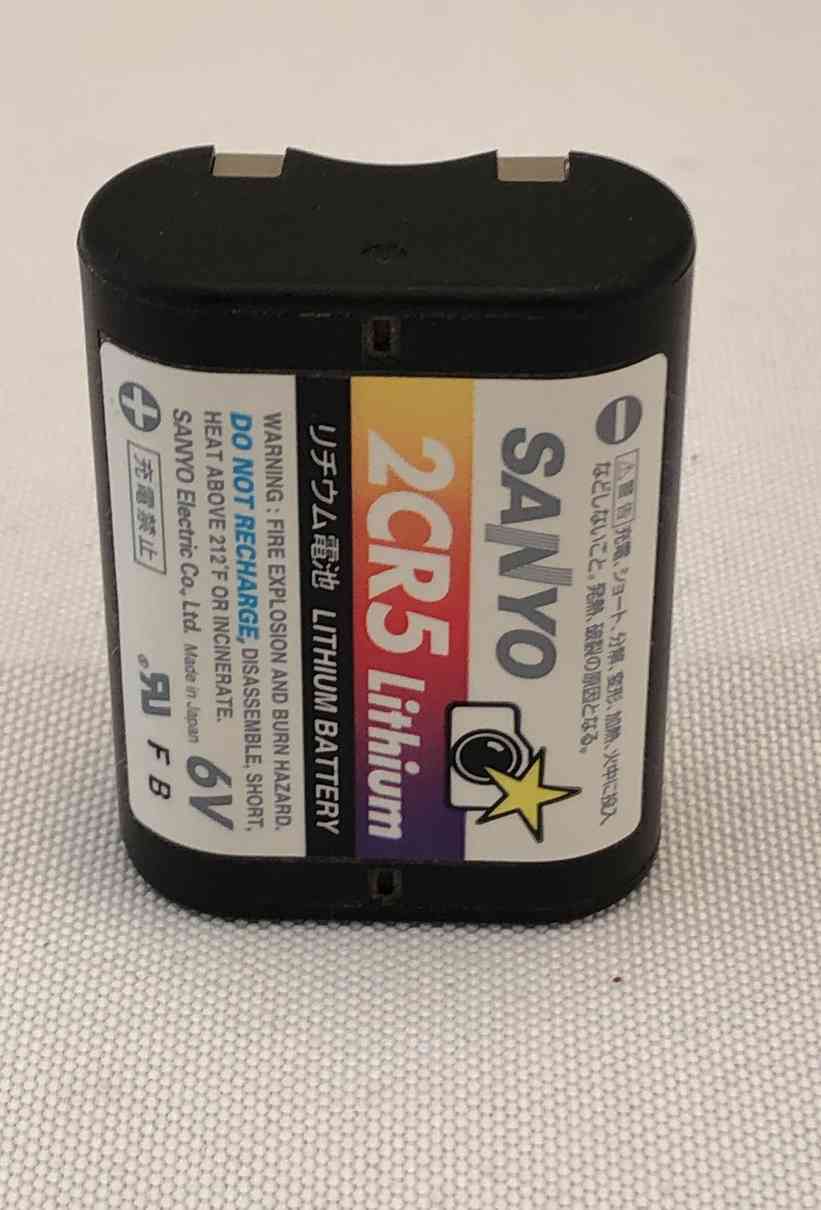 ⊖
⚠警告 充電、ショート、分解、変形、加熱、火中に投入
などしないこと。発熱、破裂の原因となる。
SANYO
2CR5 Lithium
リチウム電池 LITHIUM BATTERY
WARNING : FIRE EXPLOSION AND BURN HAZARD.
DO NOT RECHARGE, DISASSEMBLE, SHORT,
HEAT ABOVE 212°F OR INCINERATE.
SANYO Electric Co., Ltd. Made in Japan 6V
⊕ 充電禁止
F B